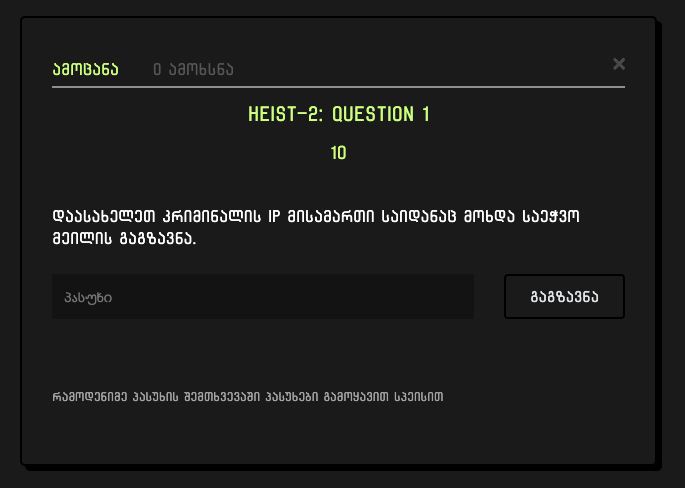 ამოცანა 0 ამოხსნა ×
HEIST-2: QUESTION 1
10
დაასახელეთ კრიმინალის IP მისამართი საიდანაც მოხდა საეჭვო
მეილის გაგზავნა.
პასუხი გაგზავნა
რამოდენიმე პასუხის შემთხვევაში პასუხები გამოყავით სპეისით